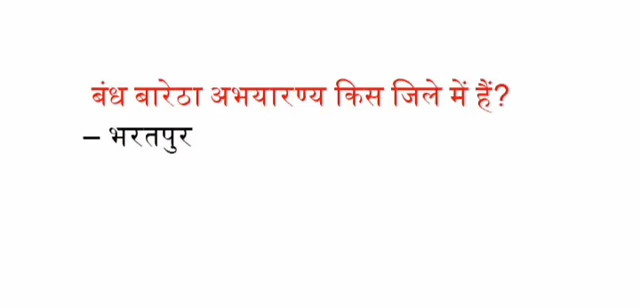 बंध बारेठा अभयारण्य किस जिले में हैं?
– भरतपुर